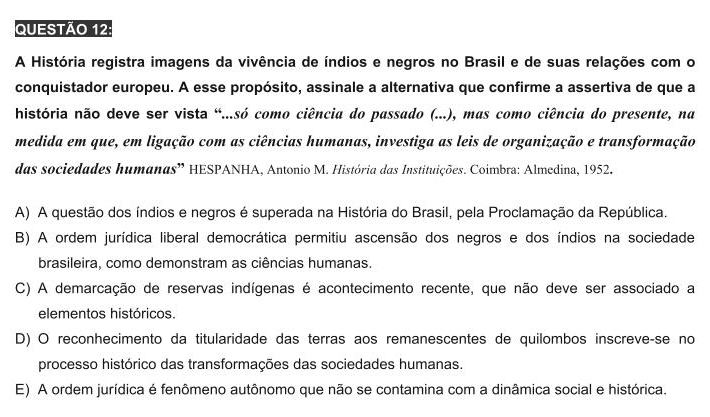 QUESTÃO 12:
A História registra imagens da vivência de índios e negros no Brasil e de suas relações com o
conquistador europeu. A esse propósito, assinale a alternativa que confirme a assertiva de que a
história não deve ser vista “...só como ciência do passado (...), mas como ciência do presente, na
medida em que, em ligação com as ciências humanas, investiga as leis de organização e transformação
das sociedades humanas” HESPANHA, Antonio M. História das Instituições. Coimbra: Almedina, 1952.
A) A questão dos índios e negros é superada na História do Brasil, pela Proclamação da República.
B) A ordem jurídica liberal democrática permitiu ascensão dos negros e dos índios na sociedade
brasileira, como demonstram as ciências humanas.
C) A demarcação de reservas indígenas é acontecimento recente, que não deve ser associado a
elementos históricos.
D) O reconhecimento da titularidade das terras aos remanescentes de quilombos inscreve-se no
processo histórico das transformações das sociedades humanas.
E) A ordem jurídica é fenômeno autônomo que não se contamina com a dinâmica social e histórica.